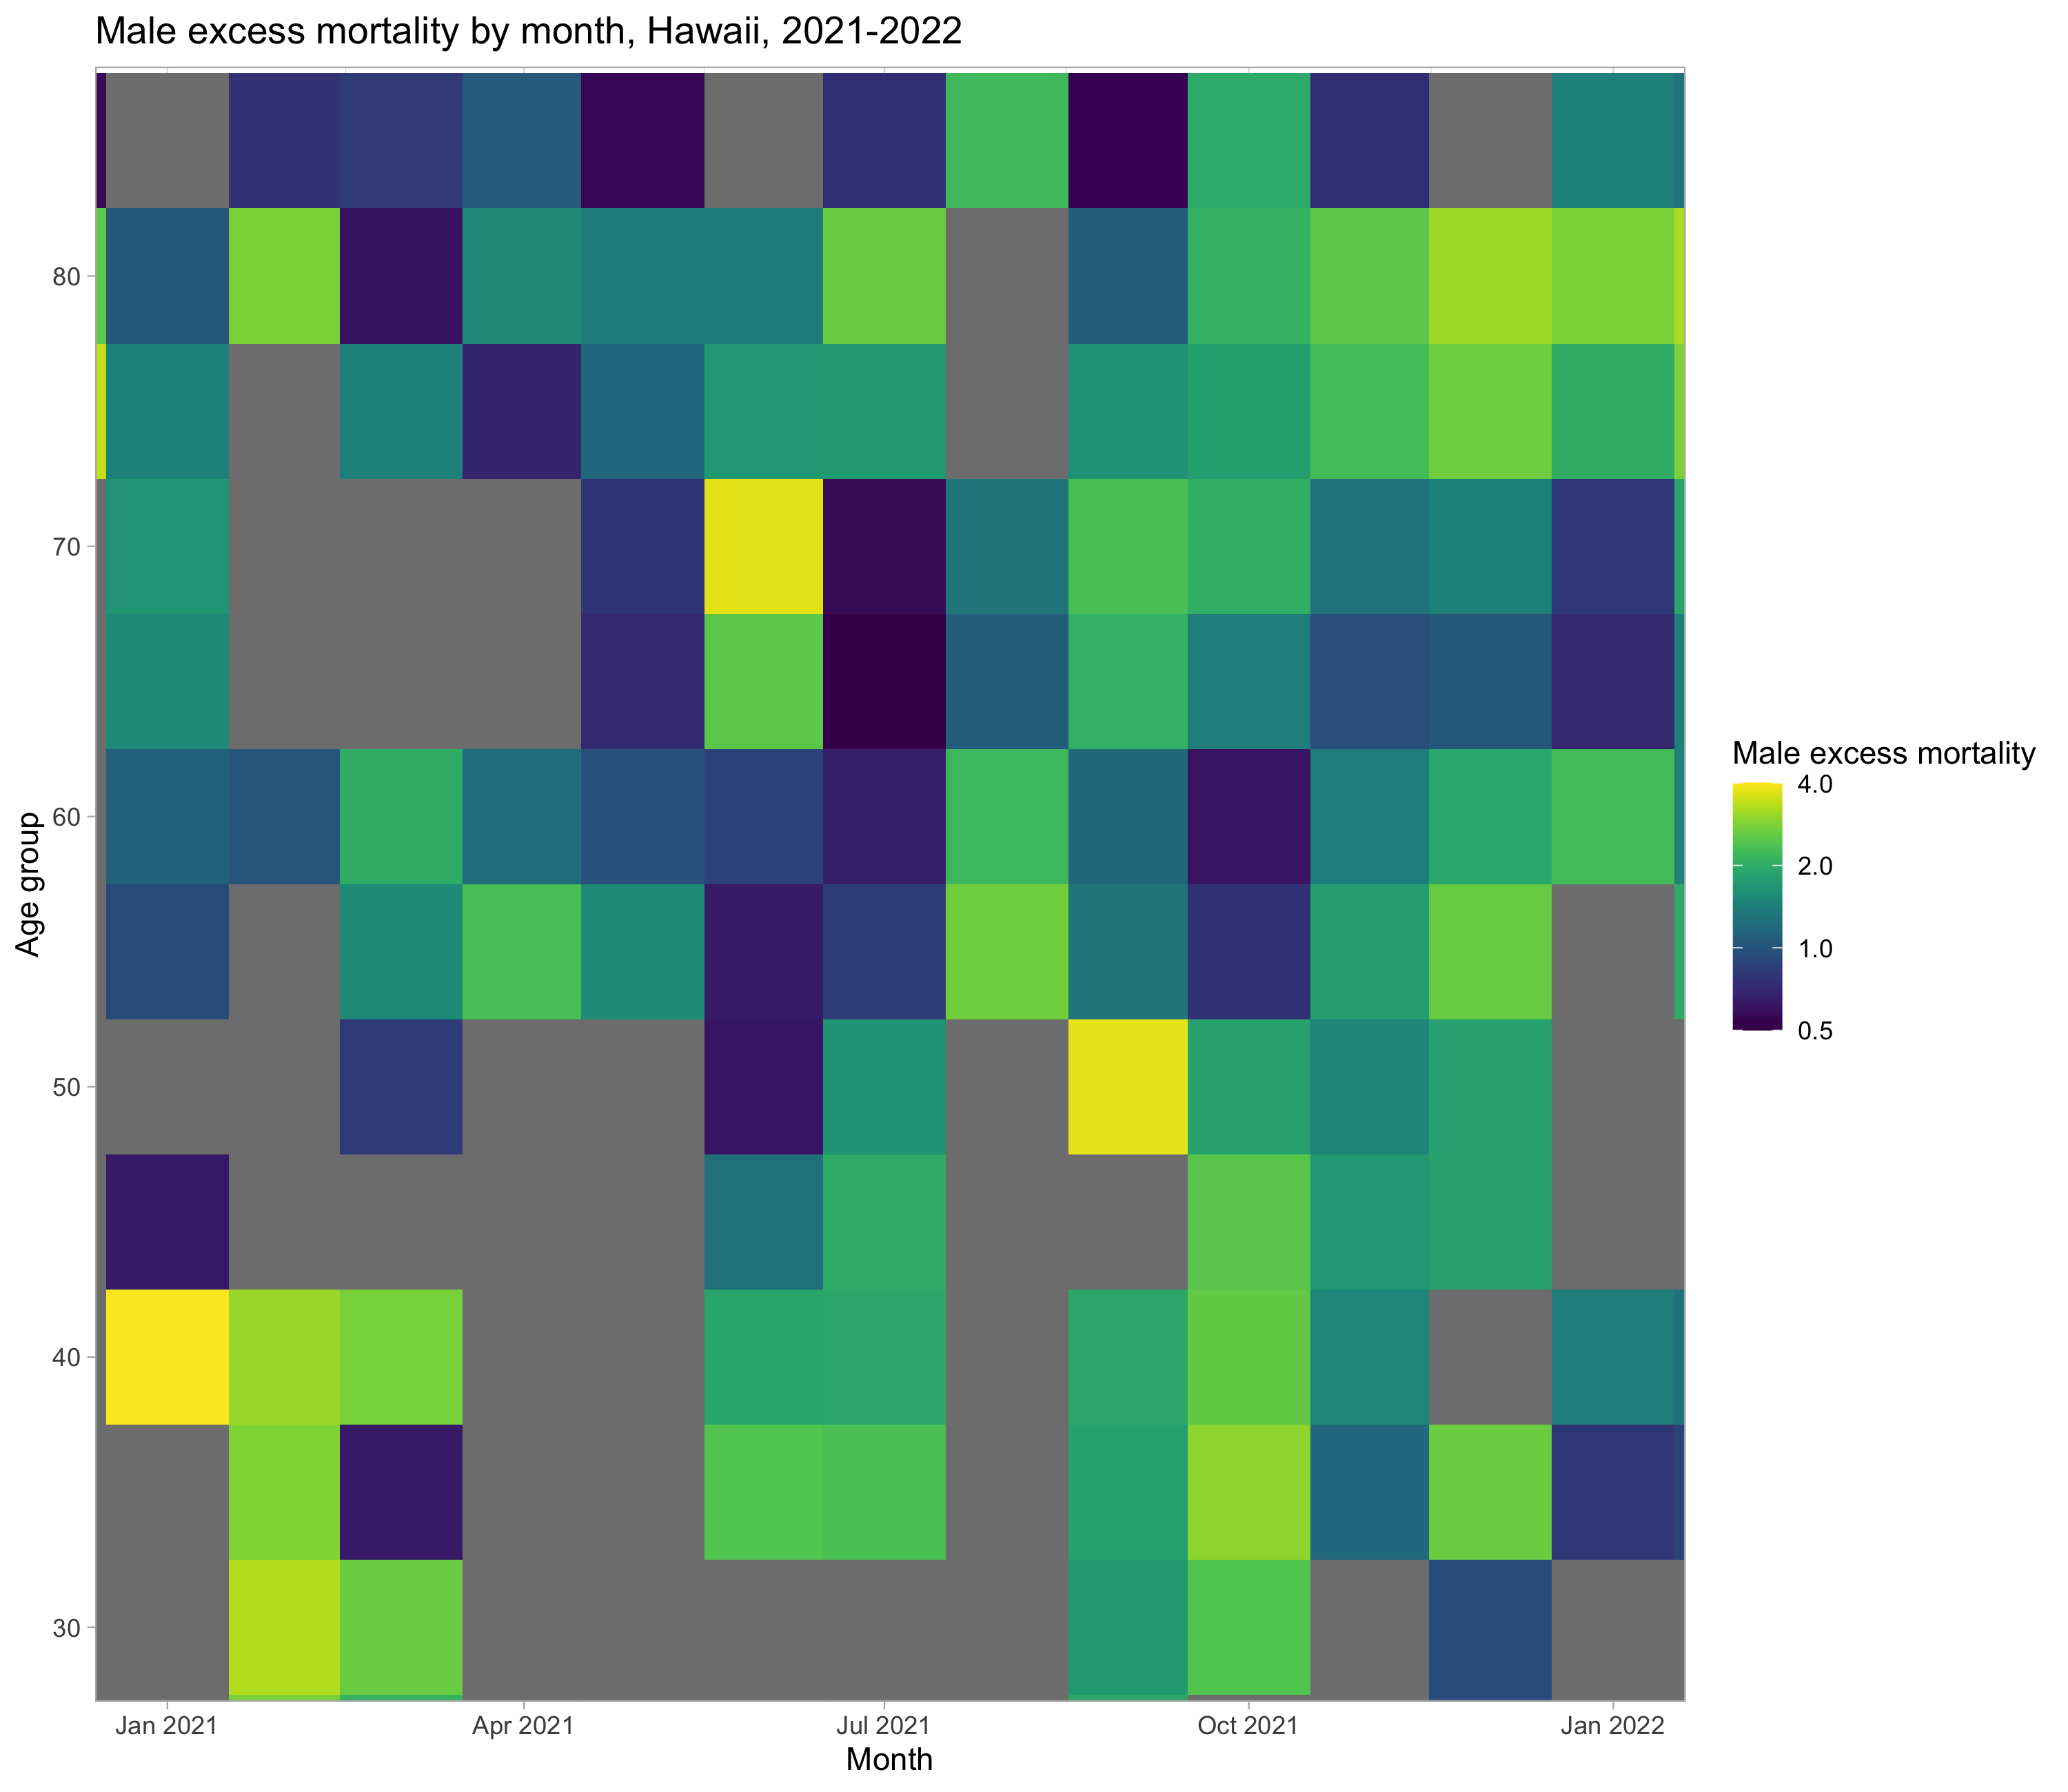 Male excess mortality by month, Hawaii, 2021-2022
80
70
60
50
40
30
Age group
Jan 2021
Apr 2021
Jul 2021
Oct 2021
Jan 2022
Month
Male excess mortality
4.0
2.0
1.0
0.5